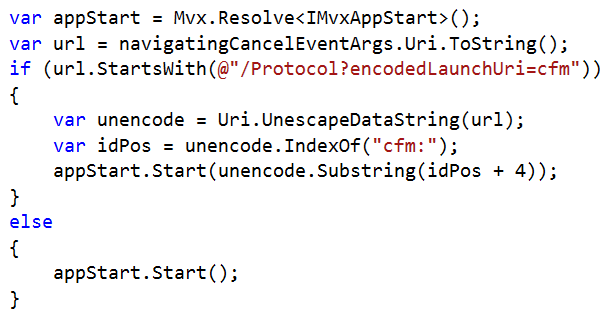 var appStart = Mvx.Resolve<IMvxAppStart>();
var url = navigatingCancelEventArgs.Uri.ToString();
if (url.StartsWith(@"/Protocol?encodedLaunchUri=cfm"))
{
    var unencode = Uri.UnescapeDataString(url);
    var idPos = unencode.IndexOf("cfm:");
    appStart.Start(unencode.Substring(idPos + 4));
}
else
{
    appStart.Start();
}